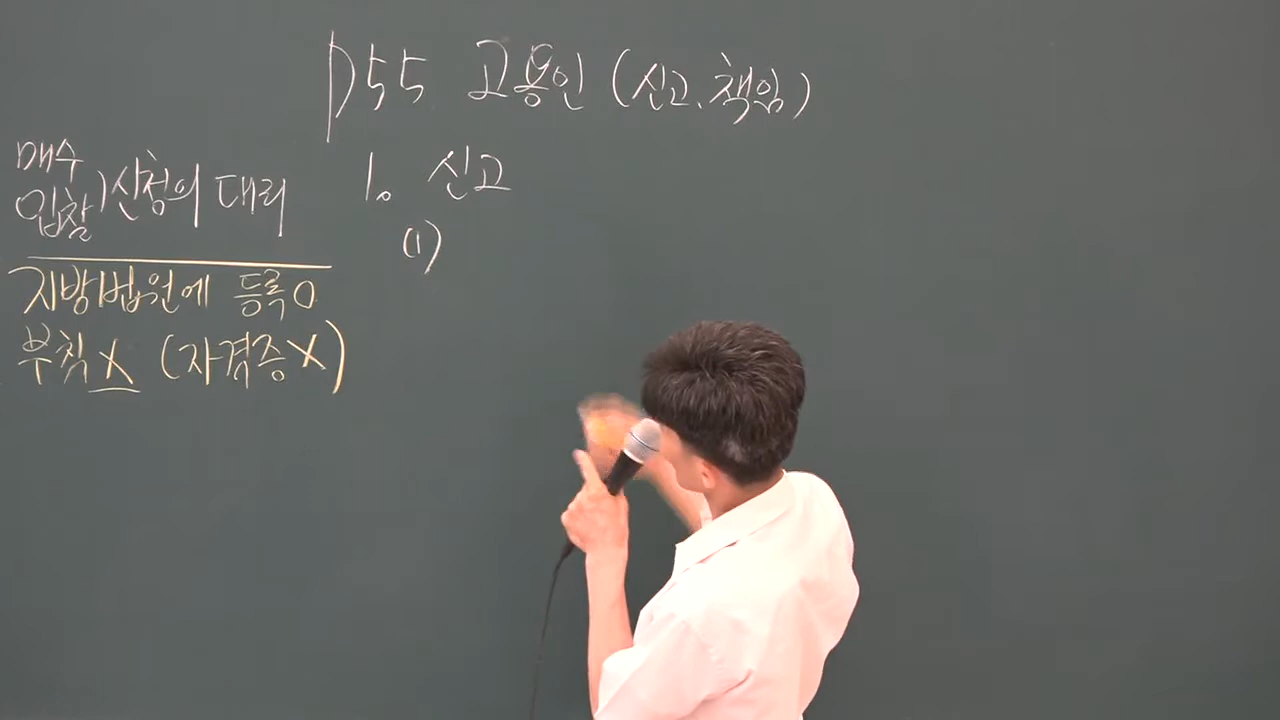 P55 고용인 (신고, 책임)
1. 신고
(1)
매수
입찰) 신청의 대리
지방법원에 등록O
부칙X (자격증X)